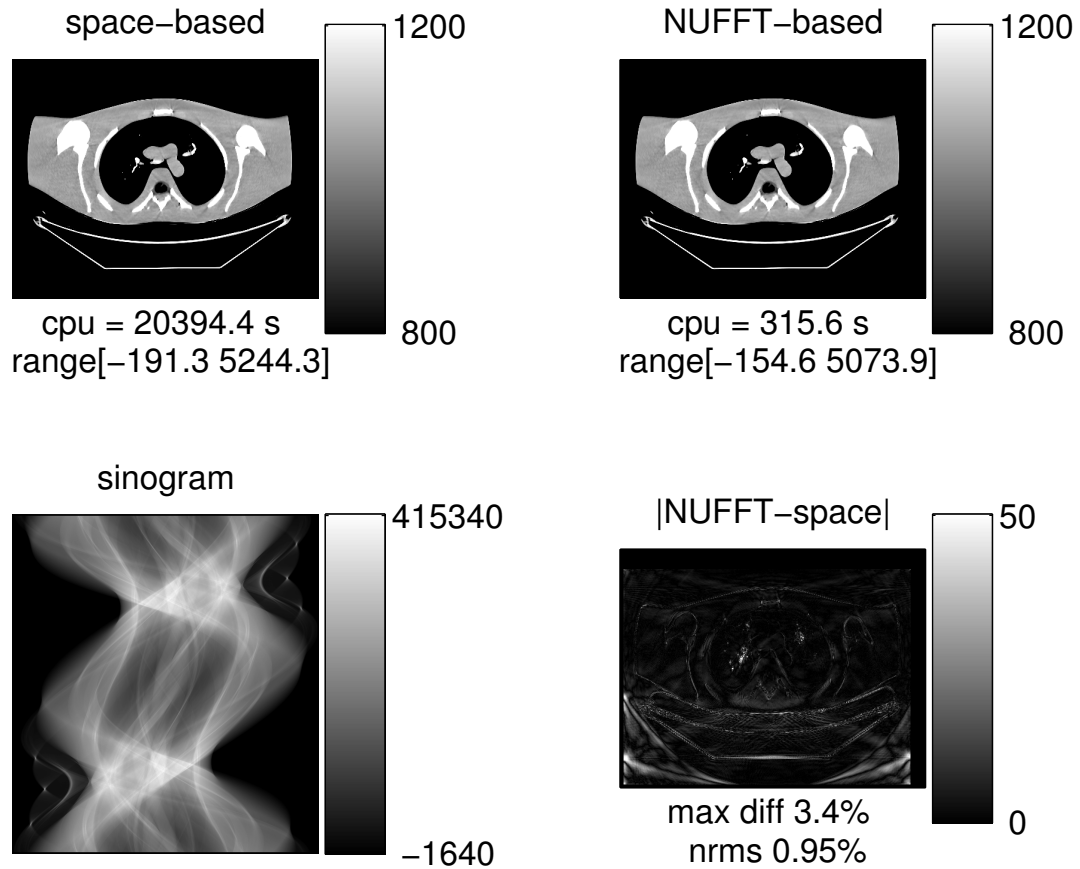 space−based
1200
800
cpu = 20394.4 s
range[−191.3 5244.3]
NUFFT−based
1200
800
cpu = 315.6 s
range[−154.6 5073.9]
sinogram
415340
−1640
|NUFFT−space|
50
0
max diff 3.4%
nrms 0.95%